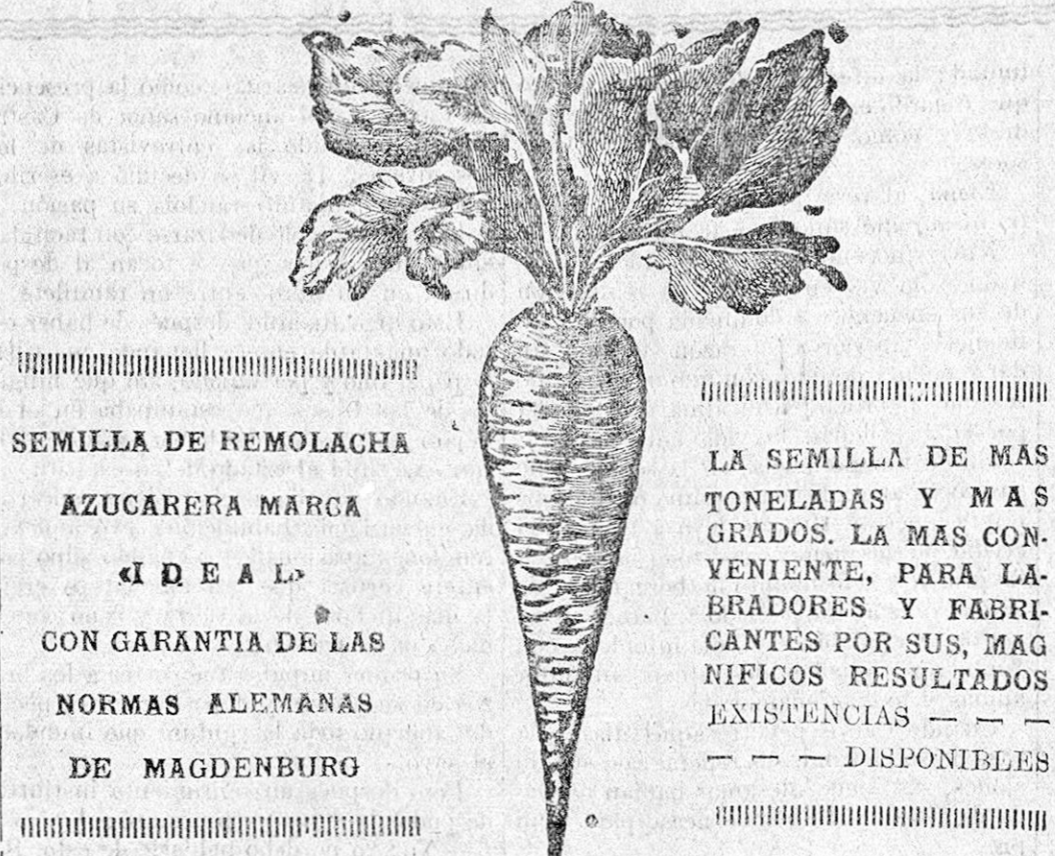 SEMILLA DE REMOLACHA
AZUCARERA MARCA
«IDEAL»
CON GARANTIA DE LAS
NORMAS ALEMANAS
DE MAGDENBURG
LA SEMILLA DE MAS
TONELADAS Y MAS
GRADOS. LA MAS CON-
VENIENTE, PARA LA-
BRADORES Y FABRI-
CANTES POR SUS, MAG
NIFICOS RESULTADOS
EXISTENCIAS — — —
— — DISPONIBLES